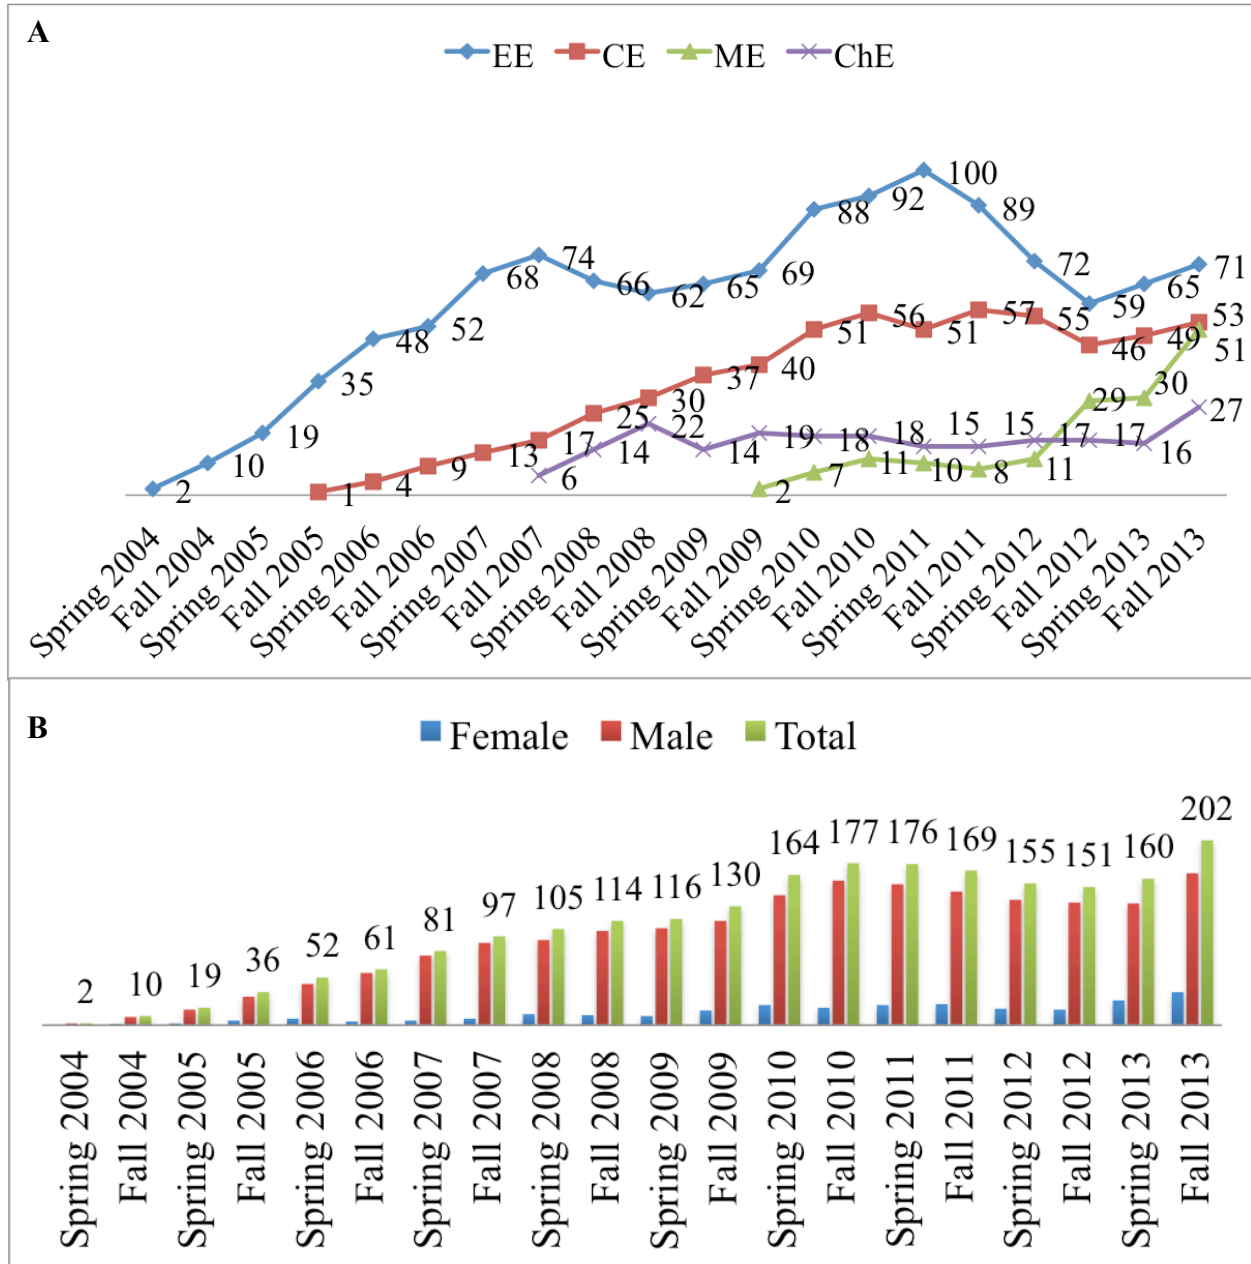 A
EE CE ME ChE
2 10 19 35 48 52 68 74 66 62 65 69 88 92 100 89 72 59 65 71
1 4 9 13 17 25 30 37 40 51 56 51 57 55 46 49 53
2 7 11 10 8 11 29 30 51
6 14 22 14 19 18 18 15 15 17 17 16 27
Spring 2004
Fall 2004
Spring 2005
Fall 2005
Spring 2006
Fall 2006
Spring 2007
Fall 2007
Spring 2008
Fall 2008
Spring 2009
Fall 2009
Spring 2010
Fall 2010
Spring 2011
Fall 2011
Spring 2012
Fall 2012
Spring 2013
Fall 2013
B
Female Male Total
2 10 19 36 52 61 81 97 105 114 116 130 164 177 176 169 155 151 160 202
Spring 2004
Fall 2004
Spring 2005
Fall 2005
Spring 2006
Fall 2006
Spring 2007
Fall 2007
Spring 2008
Fall 2008
Spring 2009
Fall 2009
Spring 2010
Fall 2010
Spring 2011
Fall 2011
Spring 2012
Fall 2012
Spring 2013
Fall 2013